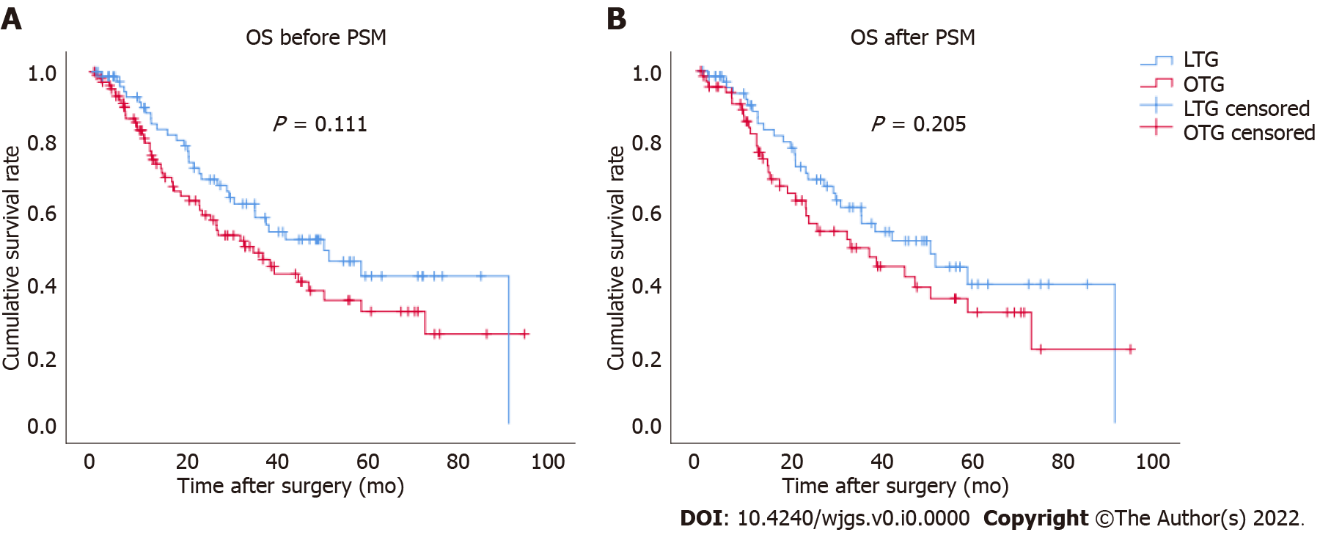 A
OS before PSM
P = 0.111
1.0
0.8
0.6
0.4
0.2
0.0
Cumulative survival rate
0 20 40 60 80 100
Time after surgery (mo)
B
OS after PSM
P = 0.205
1.0
0.8
0.6
0.4
0.2
0.0
Cumulative survival rate
0 20 40 60 80 100
Time after surgery (mo)
LTG
OTG
LTG censored
OTG censored
DOI: 10.4240/wjgs.v0.i0.0000 Copyright ©The Author(s) 2022.